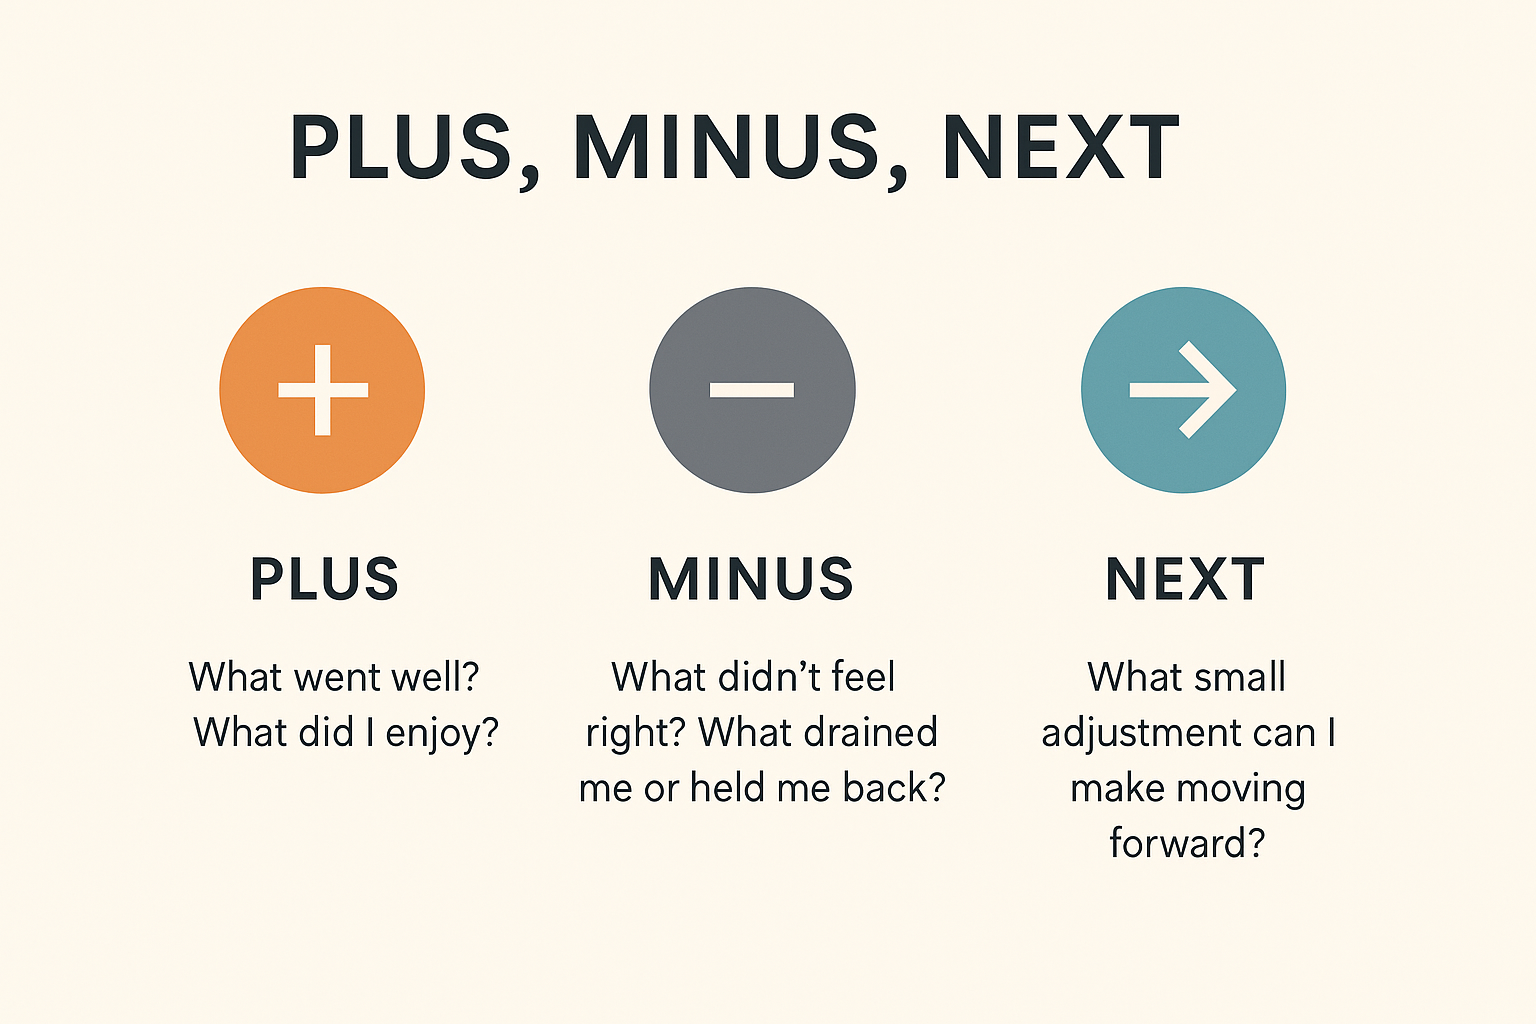 PLUS, MINUS, NEXT
PLUS
What went well?
What did I enjoy?
MINUS
What didn’t feel
right? What drained
me or held me back?
NEXT
What small
adjustment can I
make moving
forward?